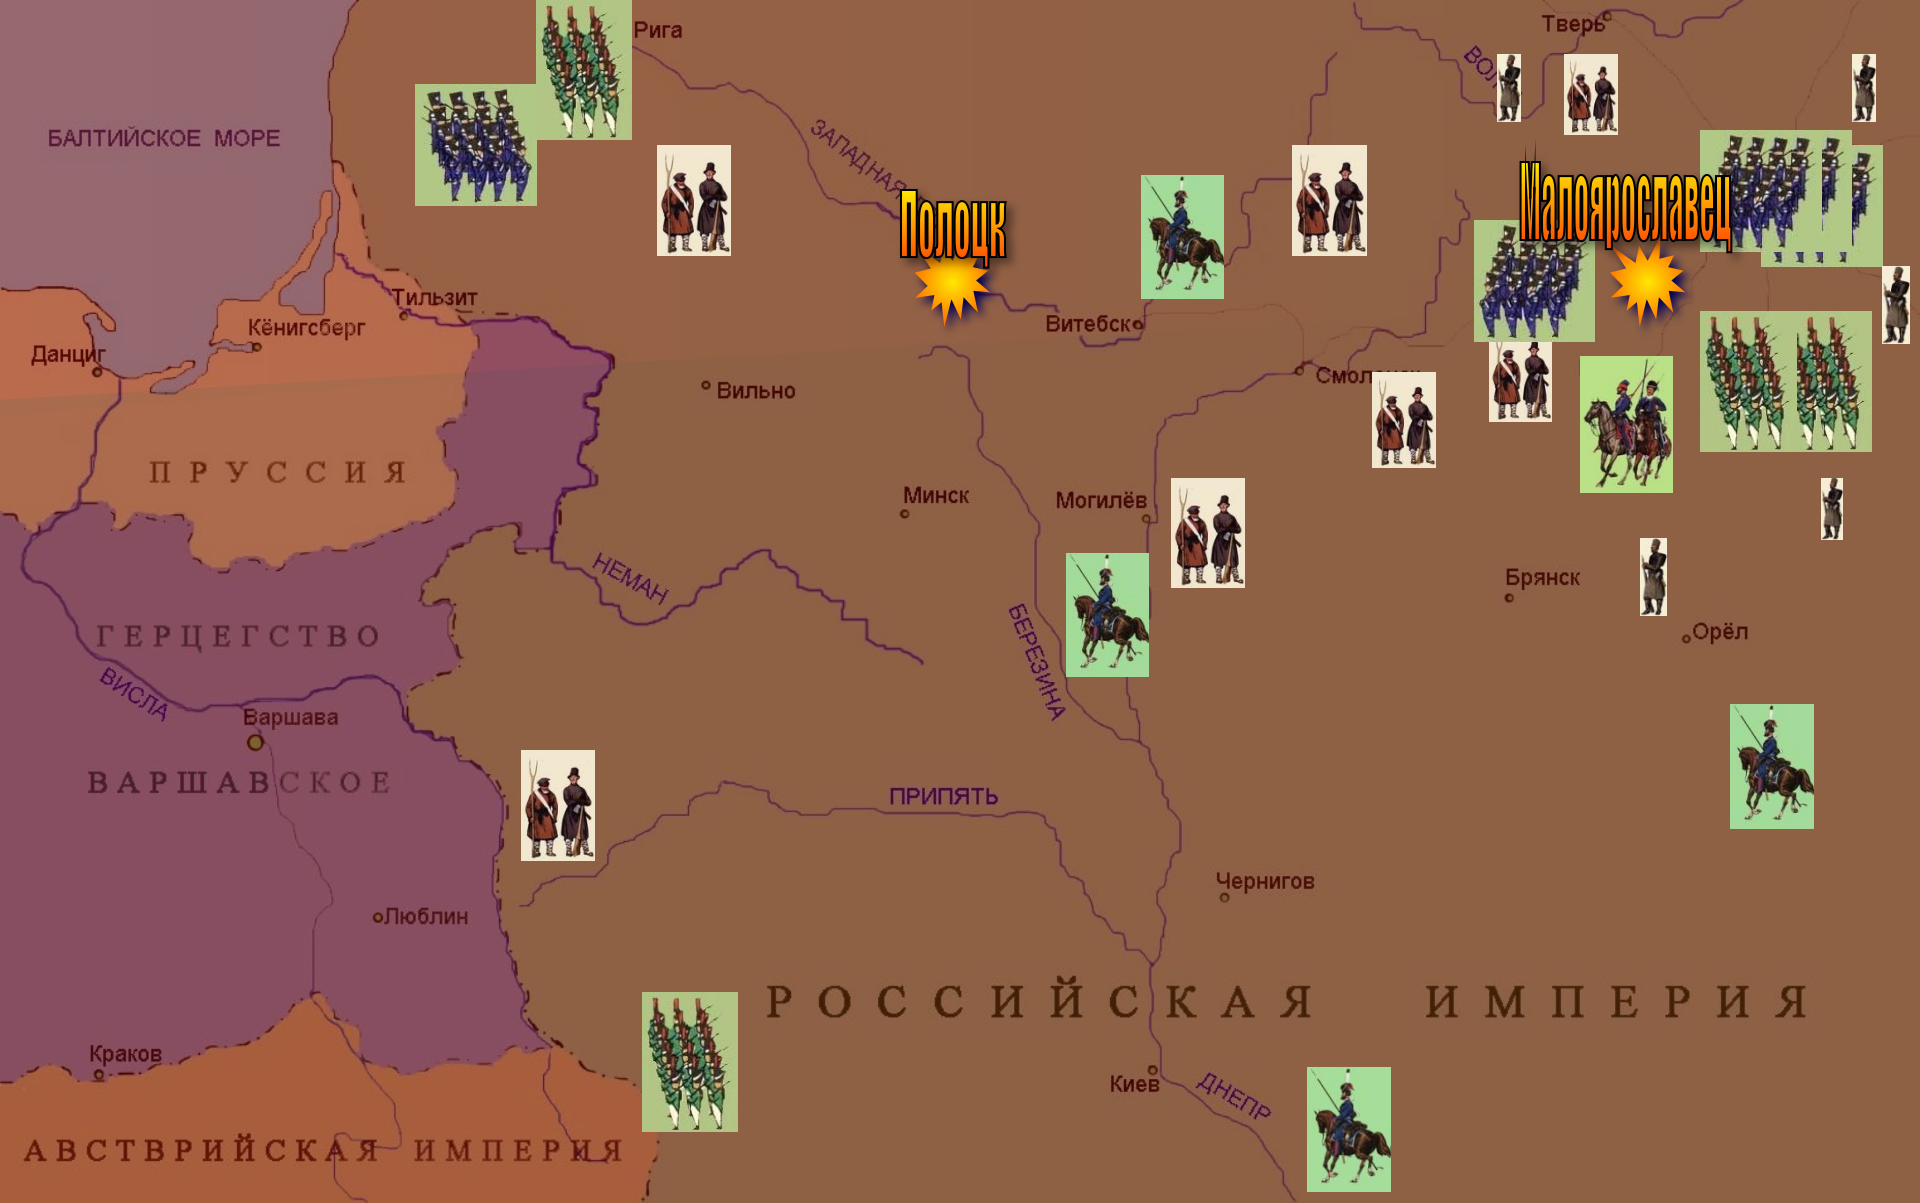 Рига
Тверь
БАЛТИЙСКОЕ МОРЕ
ЗАПАДНАЯ
Полоцк
Малоярославец
Тильзит
Кёнигсберг
Данциг
Витебск
Вильно
ПРУССИЯ
Минск
Могилёв
НЕМАН
Брянск
Орёл
ГЕРЦЕГСТВО
БЕРЕЗИНА
ВИСЛА
Варшава
ВАРШАВСКОЕ
ПРИПЯТЬ
Чернигов
Люблин
РОССИЙСКАЯ ИМПЕРИЯ
Краков
Киев
ДНЕПР
АВСТВРИЙСКАЯ ИМПЕРИЯ